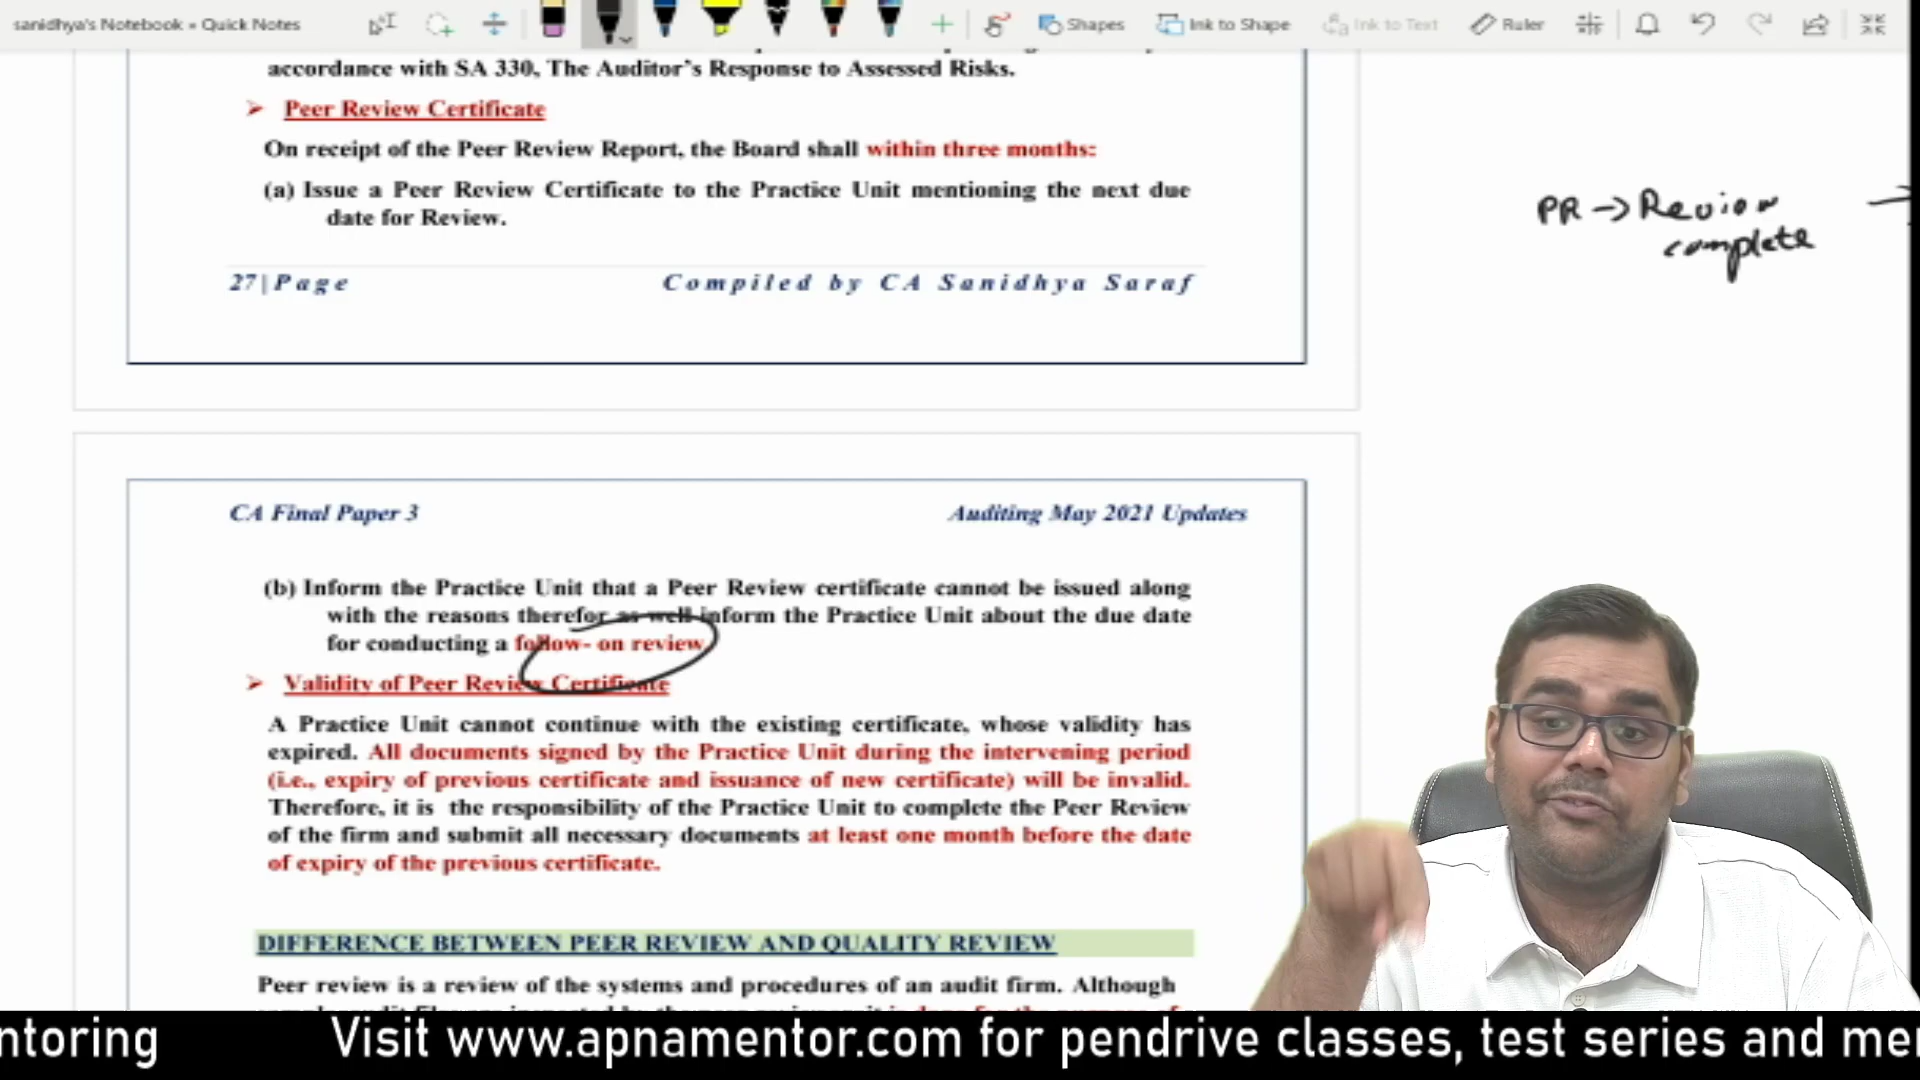 sanidhya's Notebook » Quick Notes
Shapes
Ink to Shape
Ink to Text
Ruler
accordance with SA 330, The Auditor's Response to Assessed Risks.
➢ Peer Review Certificate
On receipt of the Peer Review Report, the Board shall within three months:
(a) Issue a Peer Review Certificate to the Practice Unit mentioning the next due
date for Review.
27|Page
Compiled by CA Sanidhya Saraf
PR → Review →
complete
CA Final Paper 3
Auditing May 2021 Updates
(b) Inform the Practice Unit that a Peer Review certificate cannot be issued along
with the reasons therefor as well inform the Practice Unit about the due date
for conducting a follow- on review
➢ Validity of Peer Review Certificate
A Practice Unit cannot continue with the existing certificate, whose validity has
expired. All documents signed by the Practice Unit during the intervening period
(i.e., expiry of previous certificate and issuance of new certificate) will be invalid.
Therefore, it is the responsibility of the Practice Unit to complete the Peer Review
of the firm and submit all necessary documents at least one month before the date
of expiry of the previous certificate.
DIFFERENCE BETWEEN PEER REVIEW AND QUALITY REVIEW
Peer review is a review of the systems and procedures of an audit firm. Although
ntoring Visit www.apnamentor.com for pendrive classes, test series and me